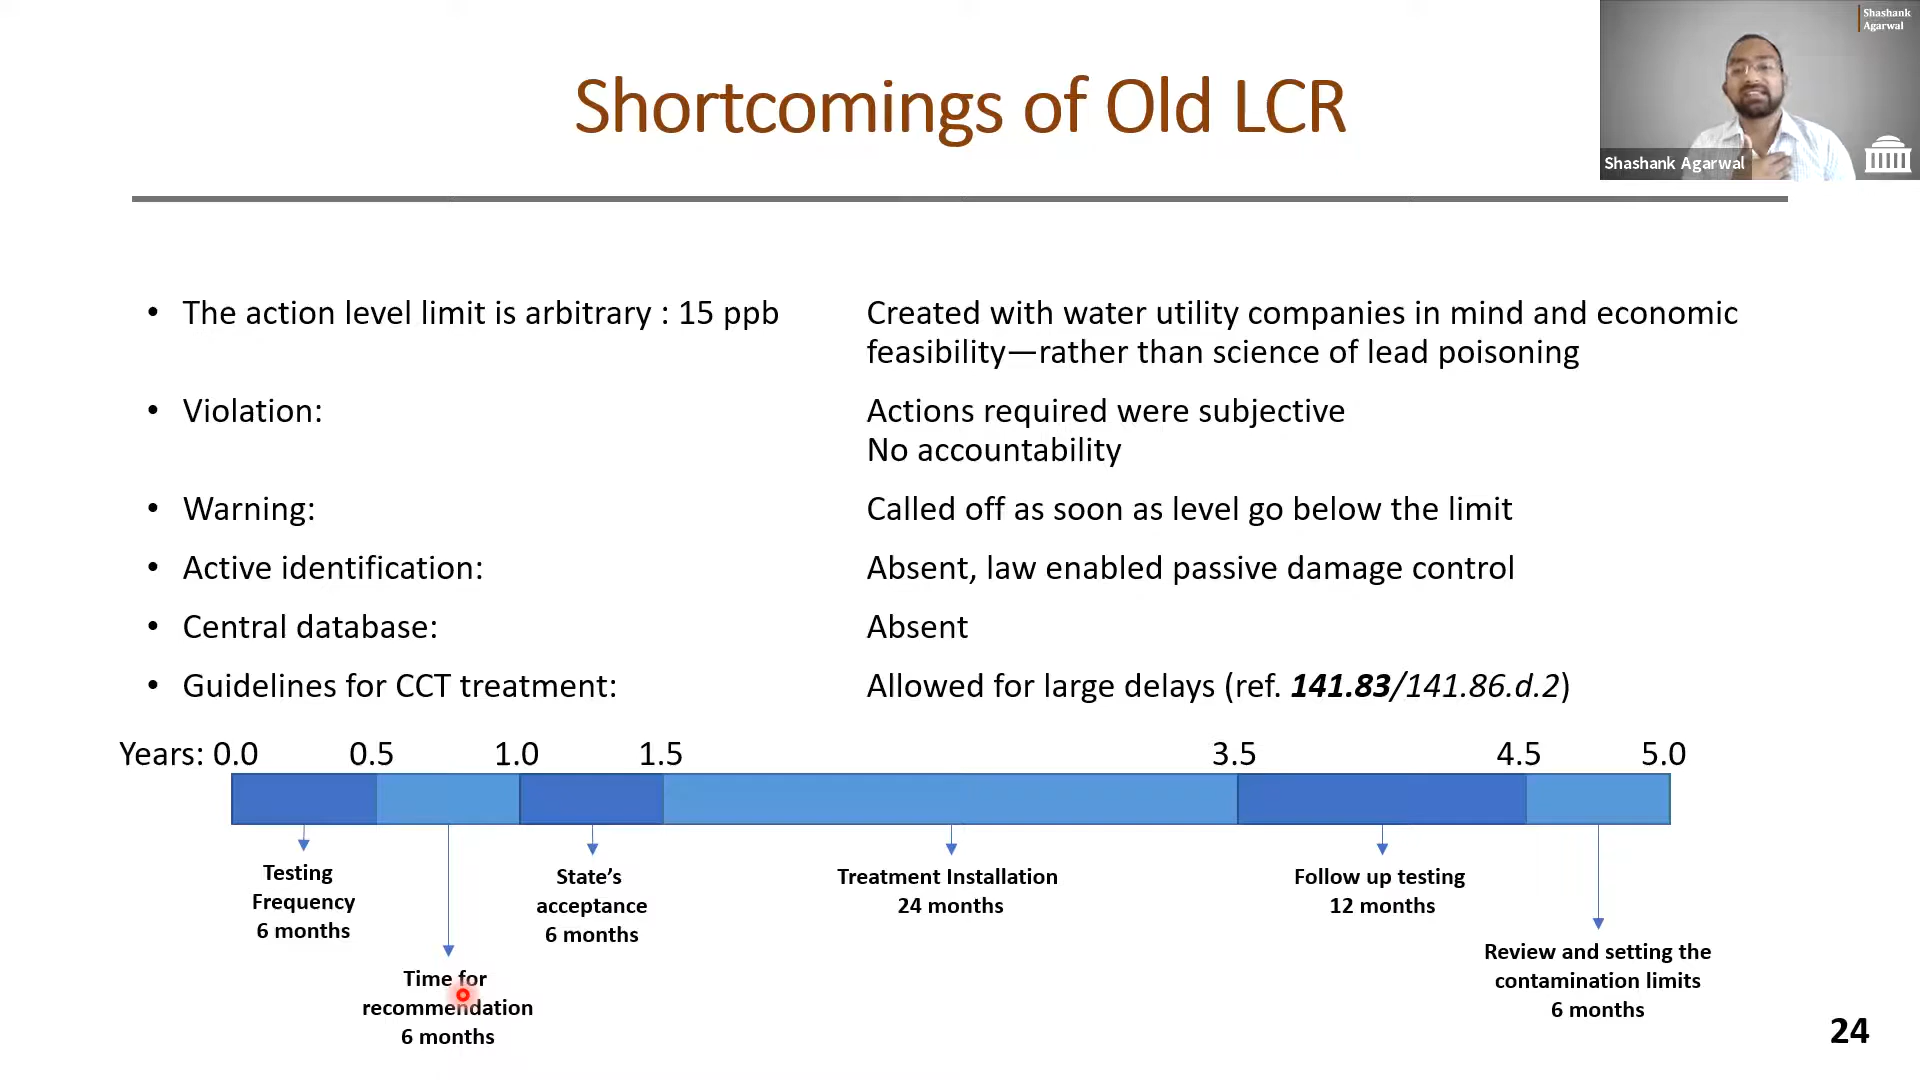 Shortcomings of Old LCR
Shashank
Agarwal
Shashank Agarwal
• The action level limit is arbitrary : 15 ppb
Created with water utility companies in mind and economic
feasibility—rather than science of lead poisoning
• Violation:
Actions required were subjective
No accountability
• Warning:
Called off as soon as level go below the limit
• Active identification:
Absent, law enabled passive damage control
• Central database:
Absent
• Guidelines for CCT treatment:
Allowed for large delays (ref. 141.83/141.86.d.2)
Years: 0.0 0.5 1.0 1.5 3.5 4.5 5.0
Testing
Frequency
6 months
Time for
recommendation
6 months
State’s
acceptance
6 months
Treatment Installation
24 months
Follow up testing
12 months
Review and setting the
contamination limits
6 months
24